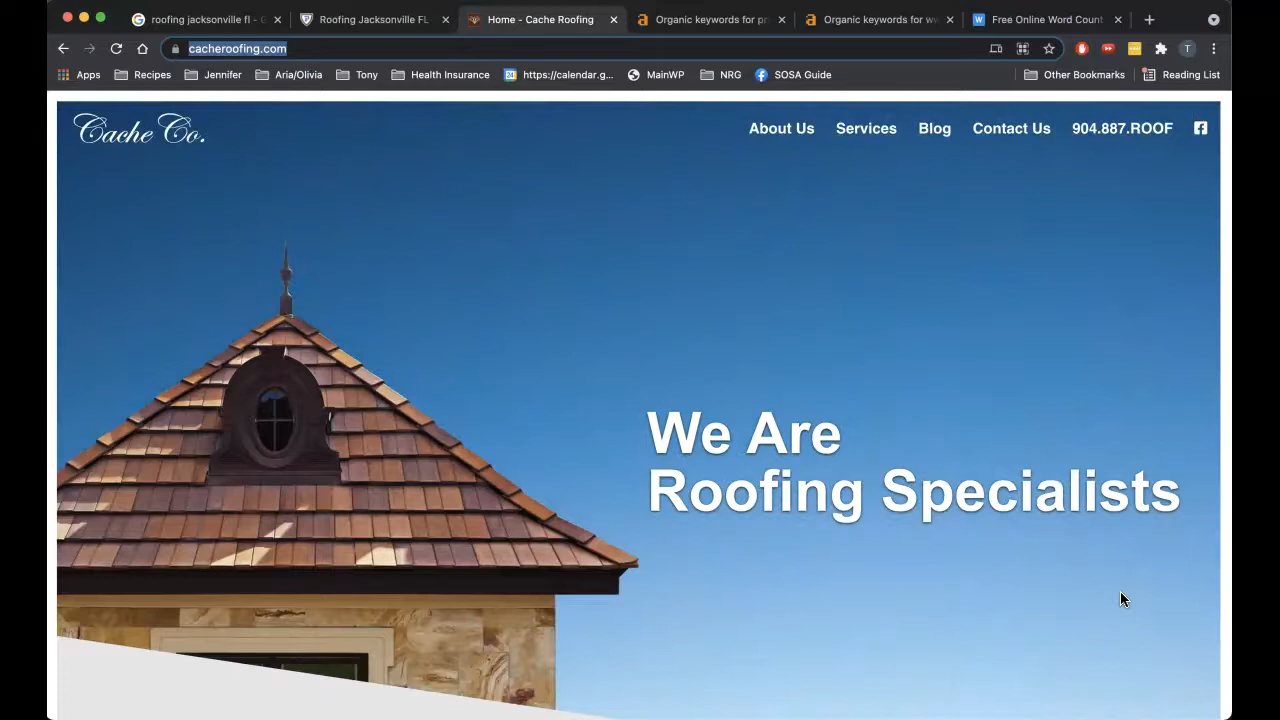 roofing jacksonville fl - G
Roofing Jacksonville FL
Home - Cache Roofing
Organic keywords for pr
Organic keywords for w
Free Online Word Count
cacheroofing.com
T
Apps
Recipes
Jennifer
Aria/Olivia
Tony
Health Insurance
https://calendar.g...
MainWP
NRG
SOSA Guide
Other Bookmarks
Reading List
Cache Co.
About Us
Services
Blog
Contact Us
904.887.ROOF
We Are
Roofing Specialists